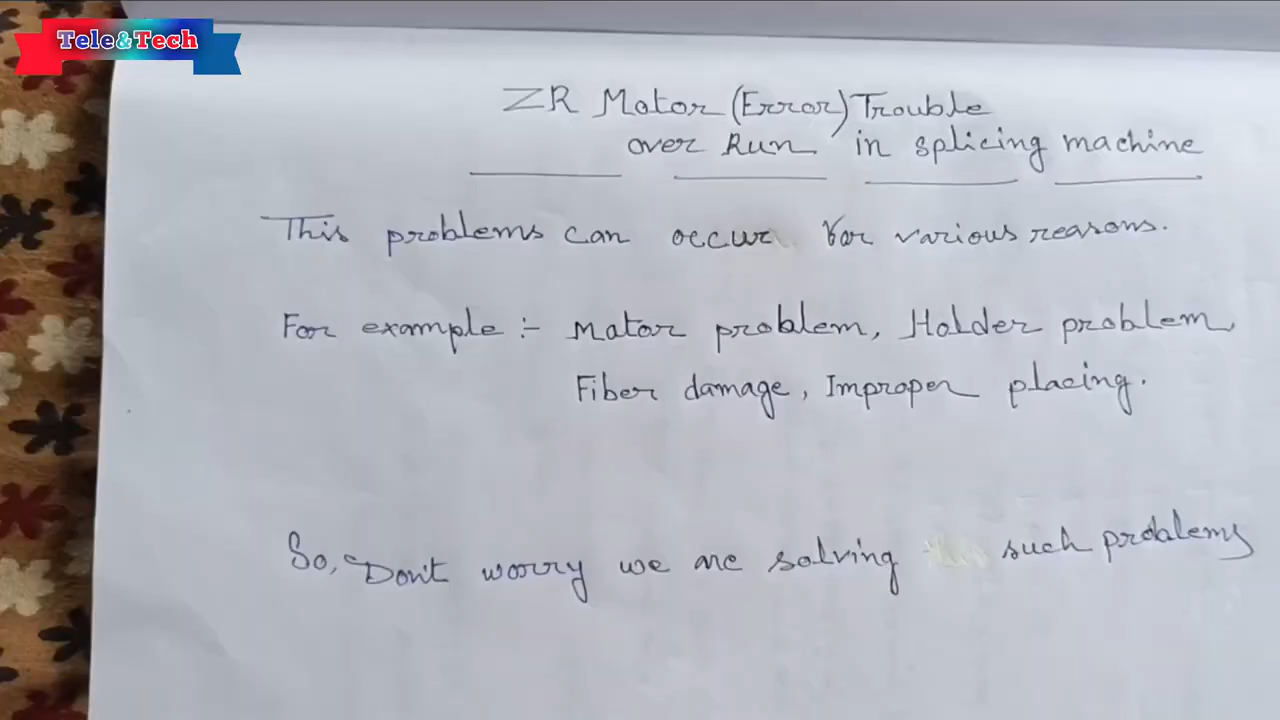 Tele&Tech
ZR Motor (Error) Trouble
over Run in splicing machine
This problems can occur for various reasons.
For example :- Motor problem, Holder problem,
Fiber damage, Improper placing.
So, Don't worry we are solving such problems